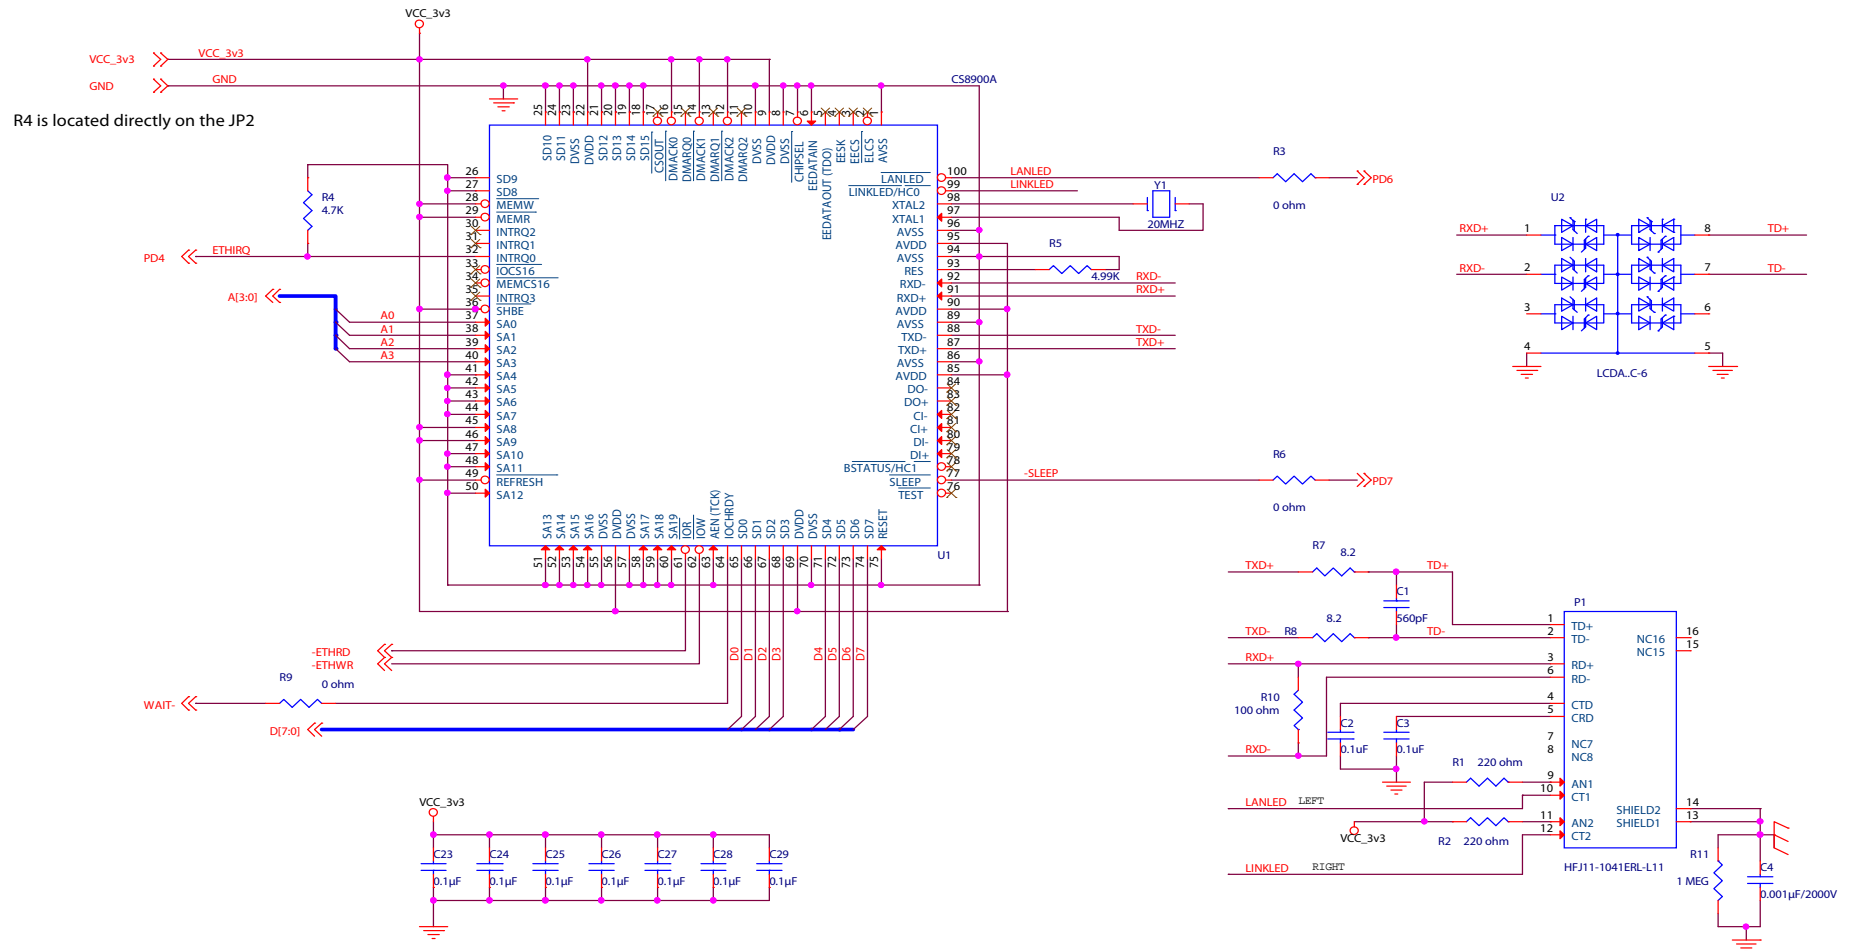 VCC_3v3
VCC_3v3 VCC_3v3
GND GND
CS8900A
R4 is located directly on the JP2
25 24 23 22 21 20 19 18 17 16 15 14 13 12 11 10 9 8 7 6 5 4 3 2 1
SD10 SD11 DVSS DVDD SD12 SD13 SD14 SD15 CSOUT DMACK0 DMARQ0 DMACK1 DMARQ1 DMACK2 DMARQ2 DVSS DVDD DVSS CHIPSEL EEDATAIN EEDATAOUT (TDO) EESK EECS ELCS AVSS
26 SD9
27 SD8
28 MEMW
29 MEMR
30 INTRQ2
31 INTRQ1
32 INTRQ0
33 IOCS16
34 MEMCS16
35 INTRQ3
36 SHBE
37 SA0
38 SA1
39 SA2
40 SA3
41 SA4
42 SA5
43 SA6
44 SA7
45 SA8
46 SA9
47 SA10
48 SA11
49 REFRESH
50 SA12
R4
4.7K
PD4 ETHIRQ
A[3:0]
A0
A1
A2
A3
LANLED 100 LANLED
LINKLED/HC0 99 LINKLED
XTAL2 98
XTAL1 97
AVSS 96
AVDD 95
AVSS 94
RES 93
RXD- 92 RXD-
RXD+ 91 RXD+
AVDD 90
AVSS 89
TXD- 88 TXD-
TXD+ 87 TXD+
AVSS 86
AVDD 85
DO- 84
DO+ 83
CI- 82
CI+ 81
DI- 80
DI+ 79
BSTATUS/HC1 78
SLEEP 77 -SLEEP
TEST 76
Y1
20MHZ
R5
4.99K
R3
0 ohm
PD6
R6
0 ohm
PD7
SA13 SA14 SA15 SA16 DVSS DVDD DVSS SA17 SA18 SA19 IOR IOW AEN (TCK) IOCHRDY SD0 SD1 SD2 SD3 DVDD DVSS SD4 SD5 SD6 SD7 RESET
51 52 53 54 55 56 57 58 59 60 61 62 63 64 65 66 67 68 69 70 71 72 73 74 75
U1
-ETHRD
-ETHWR
D0 D1 D2 D3 D4 D5 D6 D7
R9
0 ohm
WAIT-
D[7:0]
U2
RXD+ 1 8 TD+
RXD- 2 7 TD-
3 6
4 5
LCDA..C-6
R7 8.2
TXD+ TD+
C1
560pF
8.2
TXD- R8 TD-
RXD+
R10
100 ohm
C2 C3
0.1uF 0.1uF
RXD-
R1 220 ohm
LANLED LEFT
VCC_3v3
R2 220 ohm
LINKLED RIGHT
P1
1 TD+
2 TD-
3 RD+
6 RD-
4 CTD
5 CRD
7 NC7
8 NC8
9 AN1
10 CT1
11 AN2
12 CT2
NC16 16
NC15 15
SHIELD2 14
SHIELD1 13
HFJ11-1041ERL-L11
R11
1 MEG
C4
0.001µF/2000V
VCC_3v3
C23 C24 C25 C26 C27 C28 C29
0.1µF 0.1µF 0.1µF 0.1µF 0.1µF 0.1µF 0.1µF